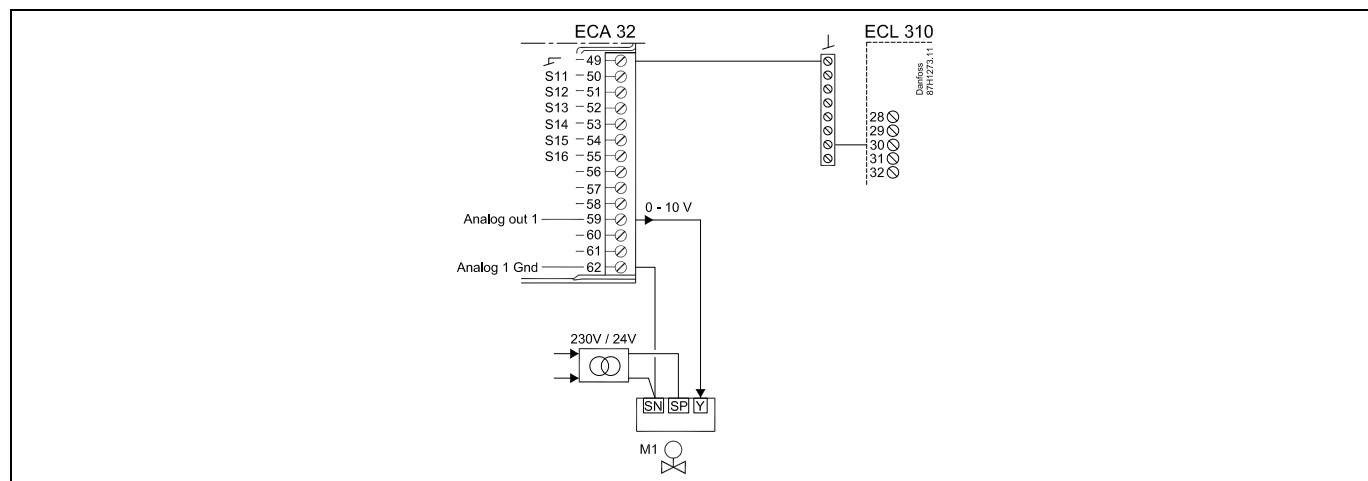 ECA 32
ECL 310
49
S11 - 50
S12 - 51
S13 - 52
S14 - 53
S15 - 54
S16 - 55
56
57
58
Analog out 1 59
60
61
Analog 1 Gnd 62
0 - 10 V
Danfoss
87H1273.11
28
29
30
31
32
230V / 24V
SN SP Y
M1